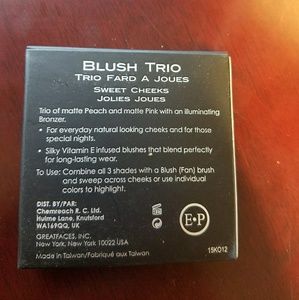 BLUSH TRIO
TRIO FARD A JOUES
SWEET CHEEKS
JOLIES JOUES
Trio of matte Peach and matte Pink with an illuminating
Bronzer.
• For everyday natural looking cheeks and for those
special nights.
• Silky Vitamin E infused blushes that blend perfectly
for long-lasting wear.
To Use: Combine all 3 shades with a Blush (Fan) brush
and sweep across cheeks or use individual
colors to highlight.
DIST. BY/PAR:
Chemreach R. C. Ltd.
Hulme Lane, Knutsford
WA169QQ, UK
GREATFACES, INC.
New York, New York 10022 USA
Made in Taiwan/Fabriqué aux Taiwan
E•P
15KO12